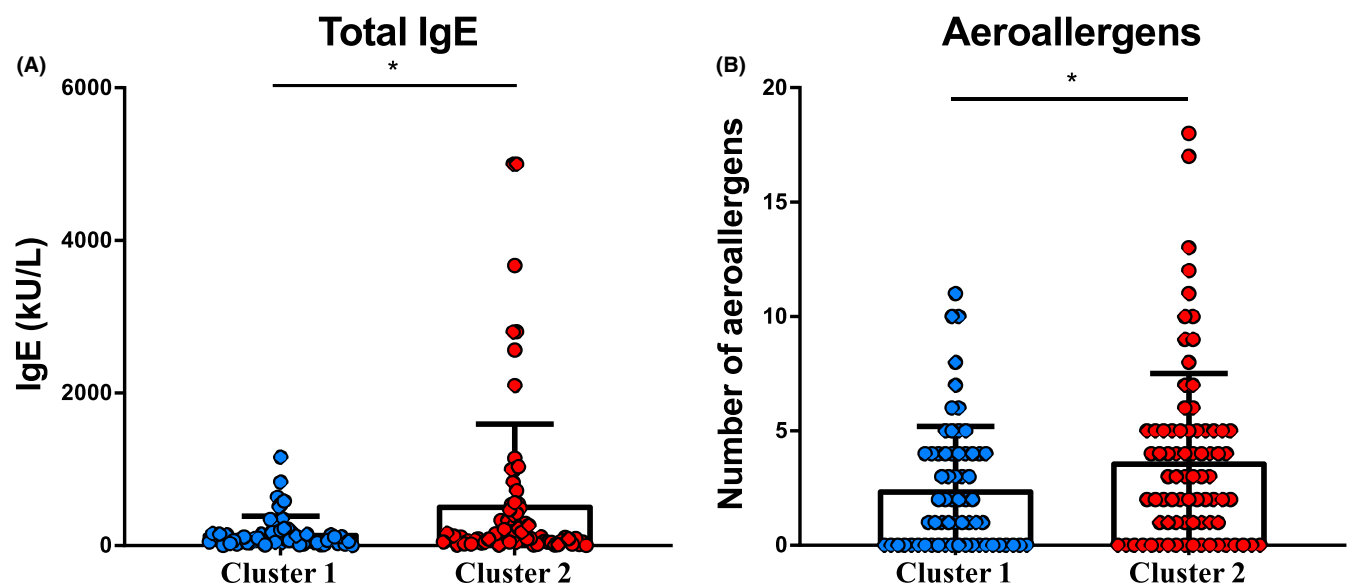 Total IgE
(A)
*
6000
4000
2000
0
IgE (kU/L)
Cluster 1
Cluster 2
Aeroallergens
(B)
*
20
15
10
5
0
Number of aeroallergens
Cluster 1
Cluster 2